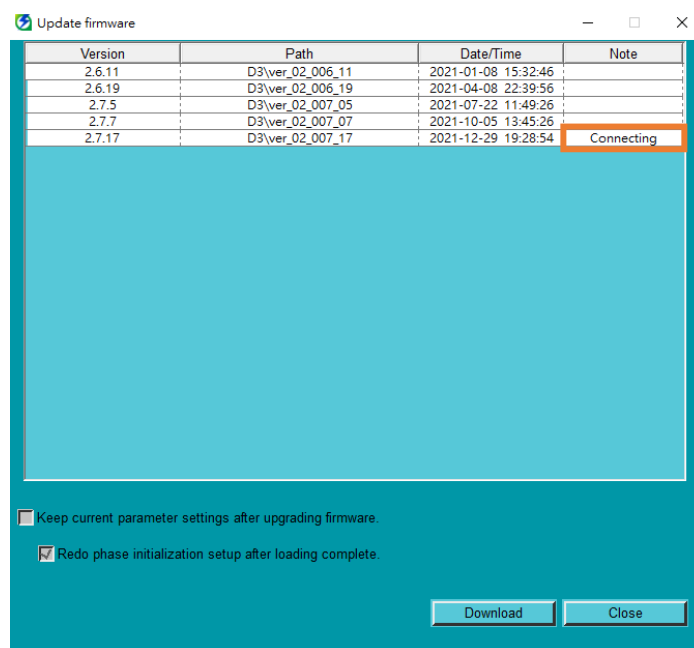 Update firmware
Version Path Date/Time Note
2.6.11 D3\ver_02_006_11 2021-01-08 15:32:46
2.6.19 D3\ver_02_006_19 2021-04-08 22:39:56
2.7.5 D3\ver_02_007_05 2021-07-22 11:49:26
2.7.7 D3\ver_02_007_07 2021-10-05 13:45:26
2.7.17 D3\ver_02_007_17 2021-12-29 19:28:54 Connecting
Keep current parameter settings after upgrading firmware.
Redo phase initialization setup after loading complete.
Download Close